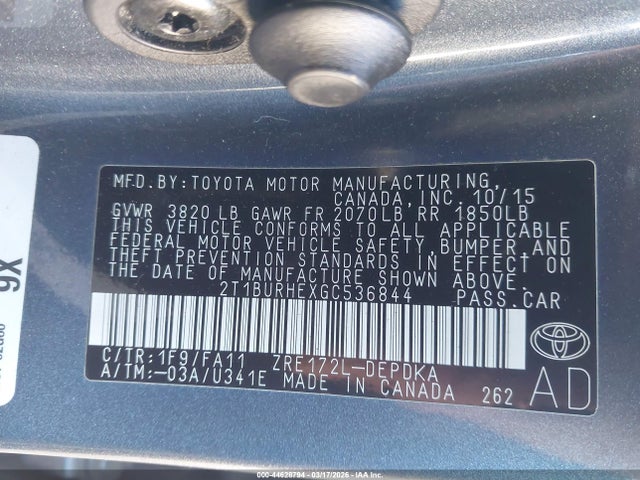 MFD.BY:TOYOTA MOTOR MANUFACTURING,
CANADA, INC. 10/15
GVWR 3820 LB GAWR FR 2070LB RR 1850LB
THIS VEHICLE CONFORMS TO ALL APPLICABLE
FEDERAL MOTOR VEHICLE SAFETY, BUMPER AND
THEFT PREVENTION STANDARDS IN EFFECT ON
THE DATE OF MANUFACTURE SHOWN ABOVE.
2T1BURHEXGC536844 PASS.CAR
C/TR:1F9/FA11 ZRE172L-DEPDKA
A/TM:-03A/U341E MADE IN CANADA 262
TOYOTA
AD
X6
000-44628794 - 03/17/2026 - IAA Corp.